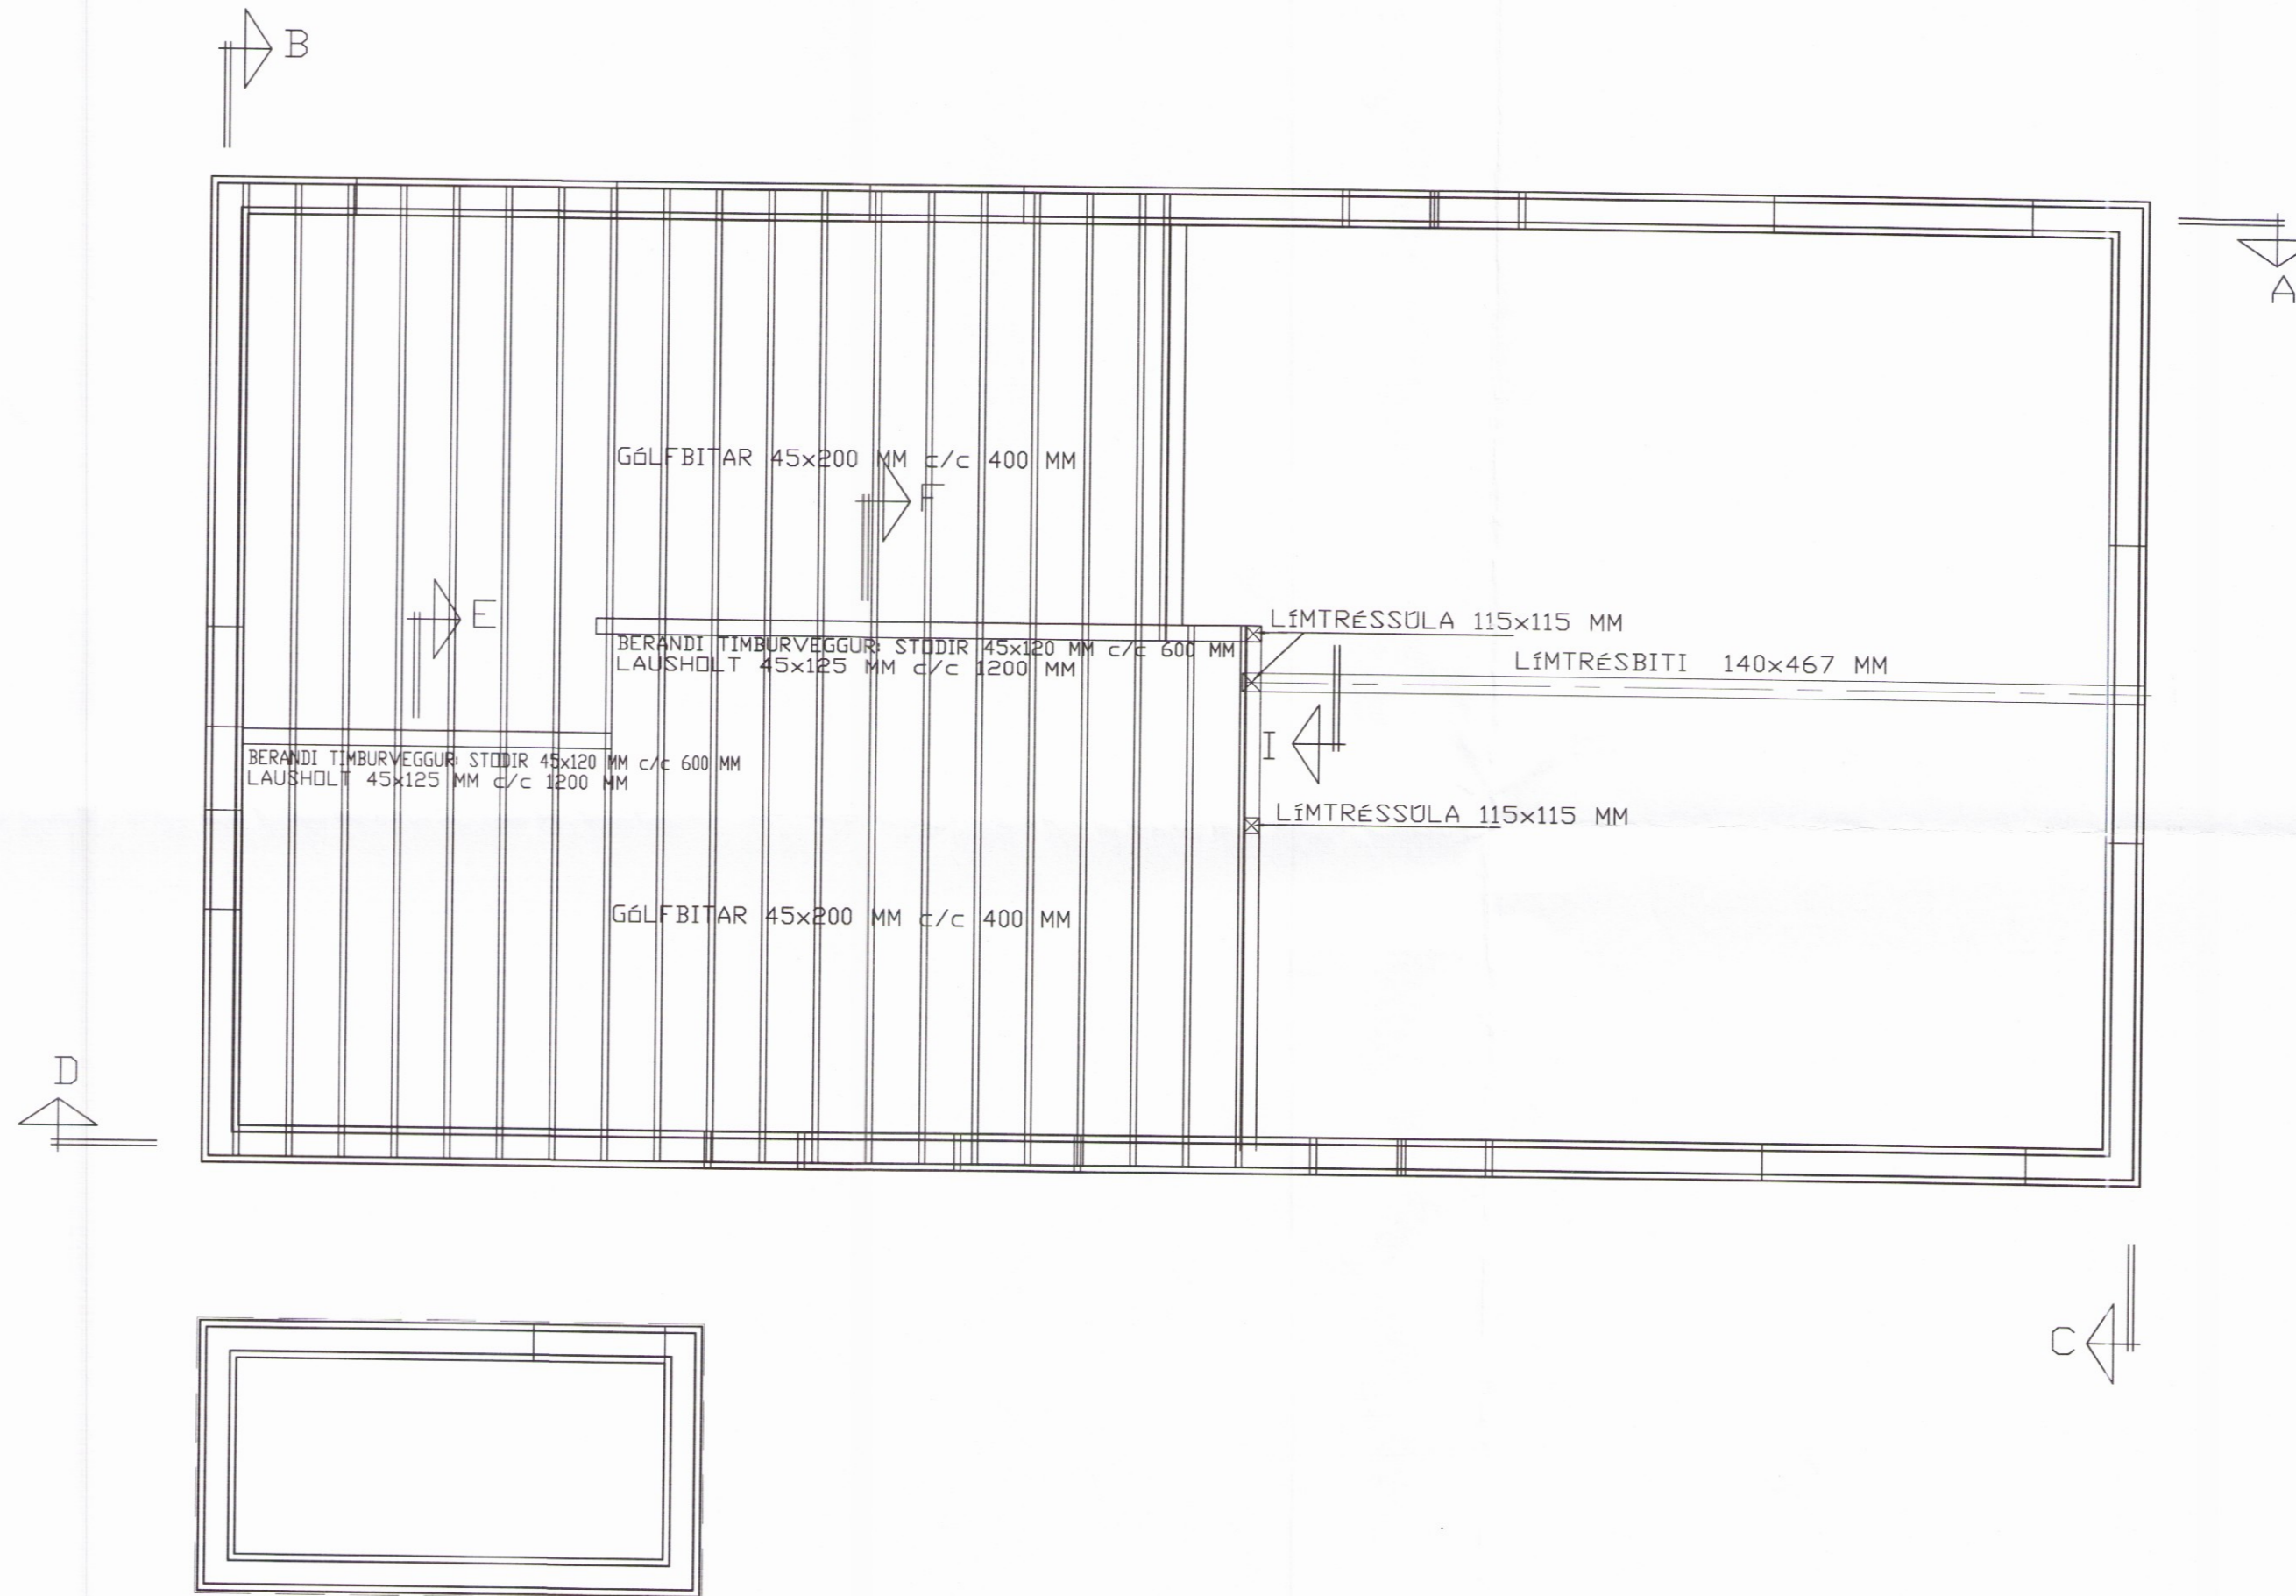 B
A
GÓLFBITAR 45x200 MM c/c 400 MM
F
E
LÍMTRÉSSÚLA 115x115 MM
BERANDI TIMBURVEGGUR: STODIR 45x120 MM c/c 600 MM
LAUSHOLT 45x125 MM c/c 1200 MM
LÍMTRÉSBITI 140x467 MM
I
BERANDI TIMBURVEGGUR: STODIR 45x120 MM c/c 600 MM
LAUSHOLT 45x125 MM c/c 1200 MM
LÍMTRÉSSÚLA 115x115 MM
GÓLFBITAR 45x200 MM c/c 400 MM
D
C